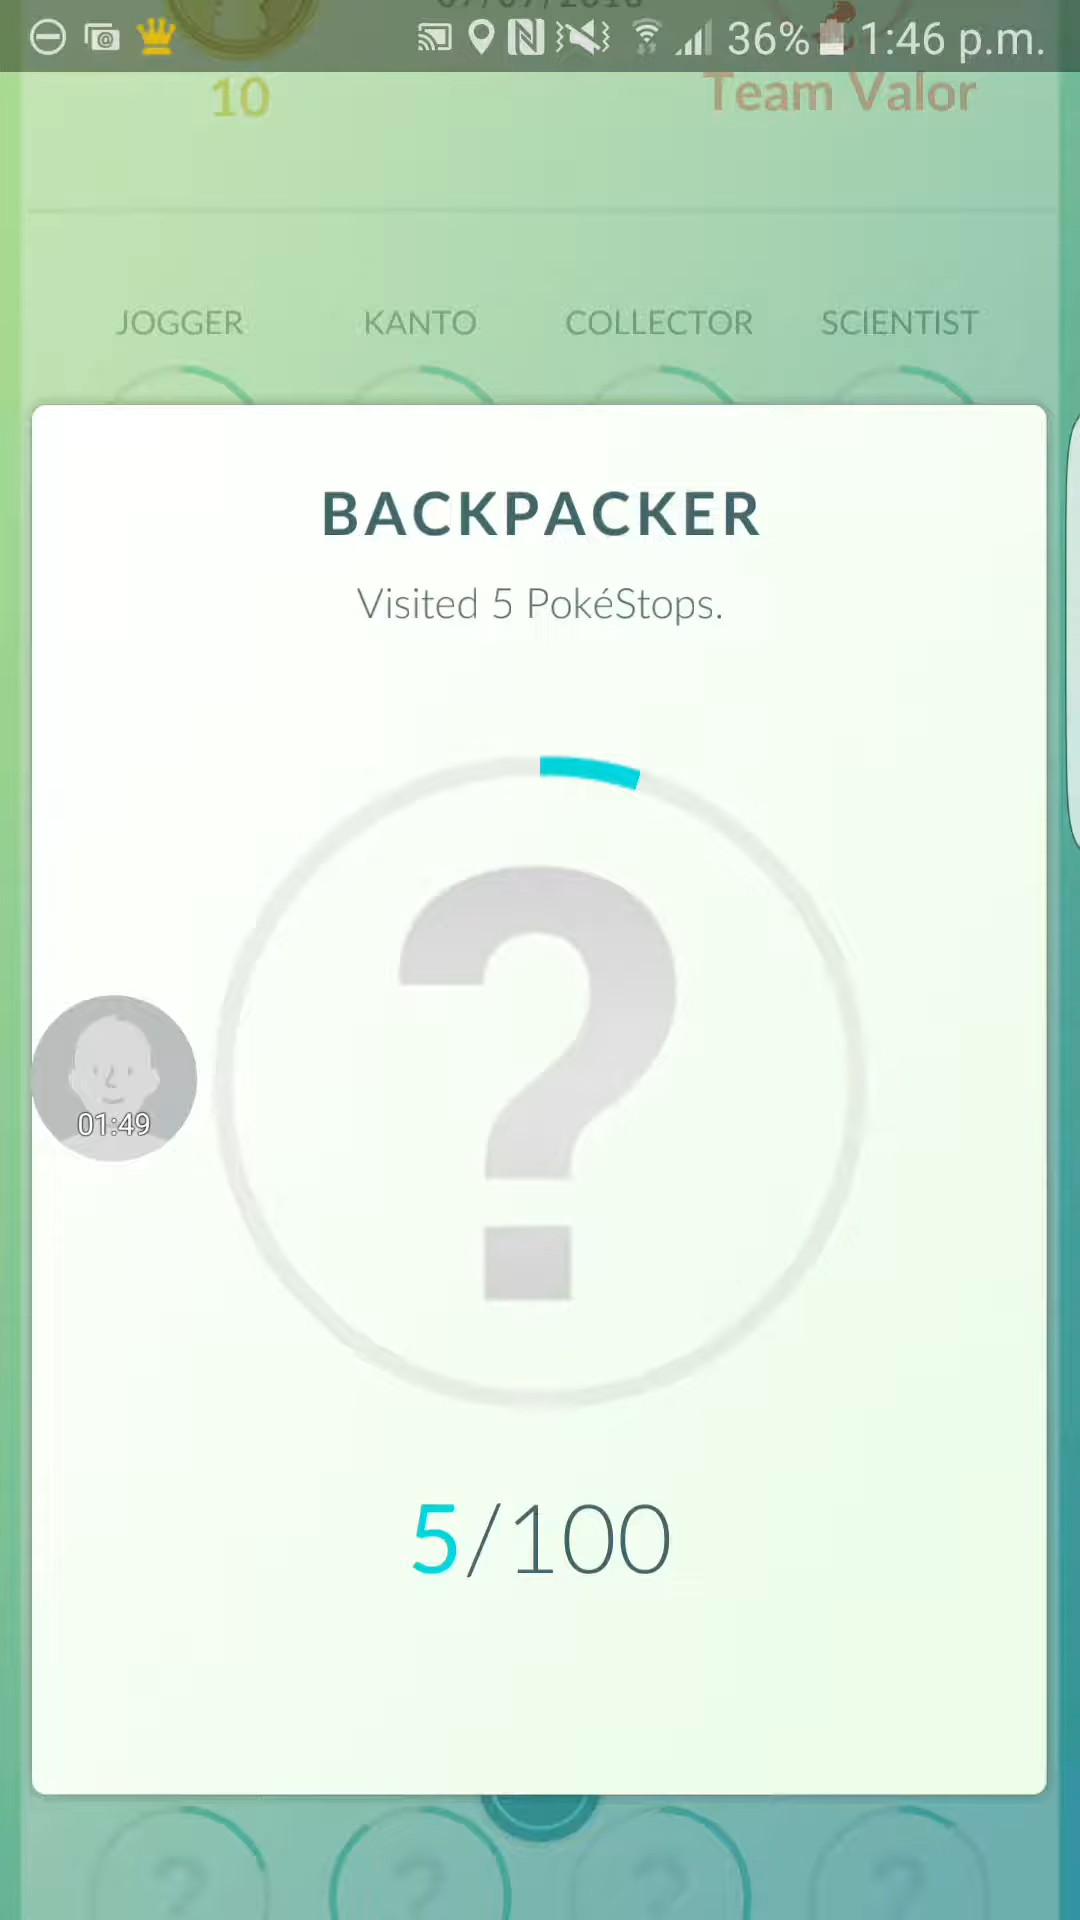 36% 1:46 p.m.
10
Team Valor
JOGGER KANTO COLLECTOR SCIENTIST
BACKPACKER
Visited 5 PokéStops.
?
01:49
5/100
? ? ? ?